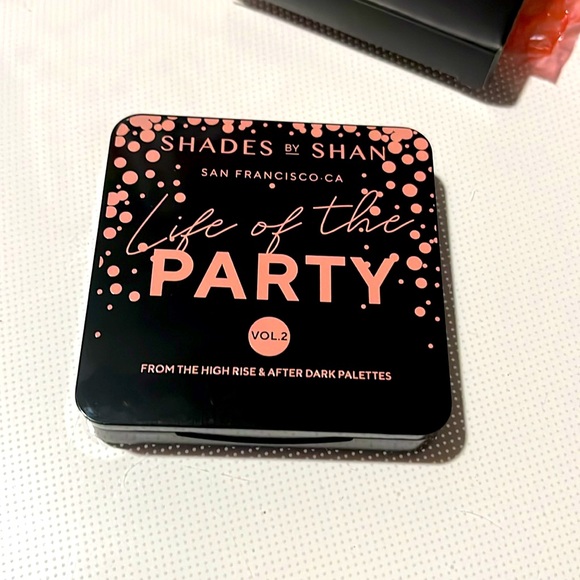 SHADES BY SHAN
SAN FRANCISCO·CA
Life of the
PARTY
VOL.2
FROM THE HIGH RISE & AFTER DARK PALETTES